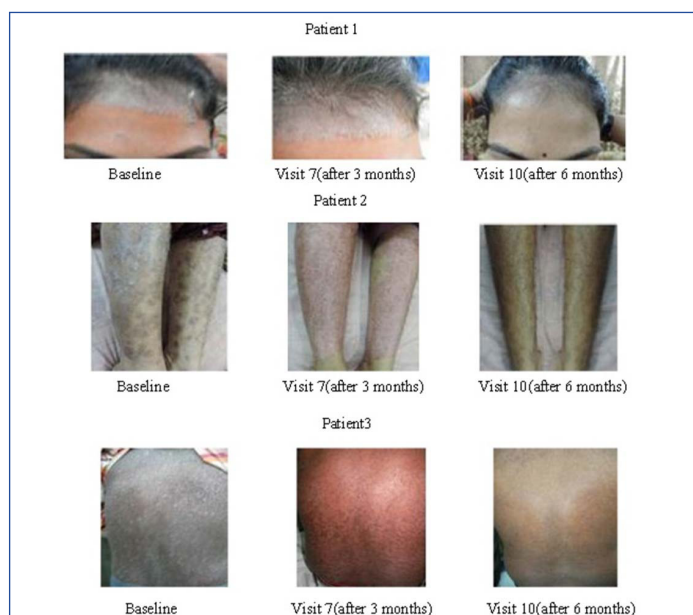 Patient 1
Baseline
Visit 7(after 3 months)
Visit 10(after 6 months)
Patient 2
Baseline
Visit 7(after 3 months)
Visit 10(after 6 months)
Patient3
Baseline
Visit 7(after 3 months)
Visit 10(after 6 months)